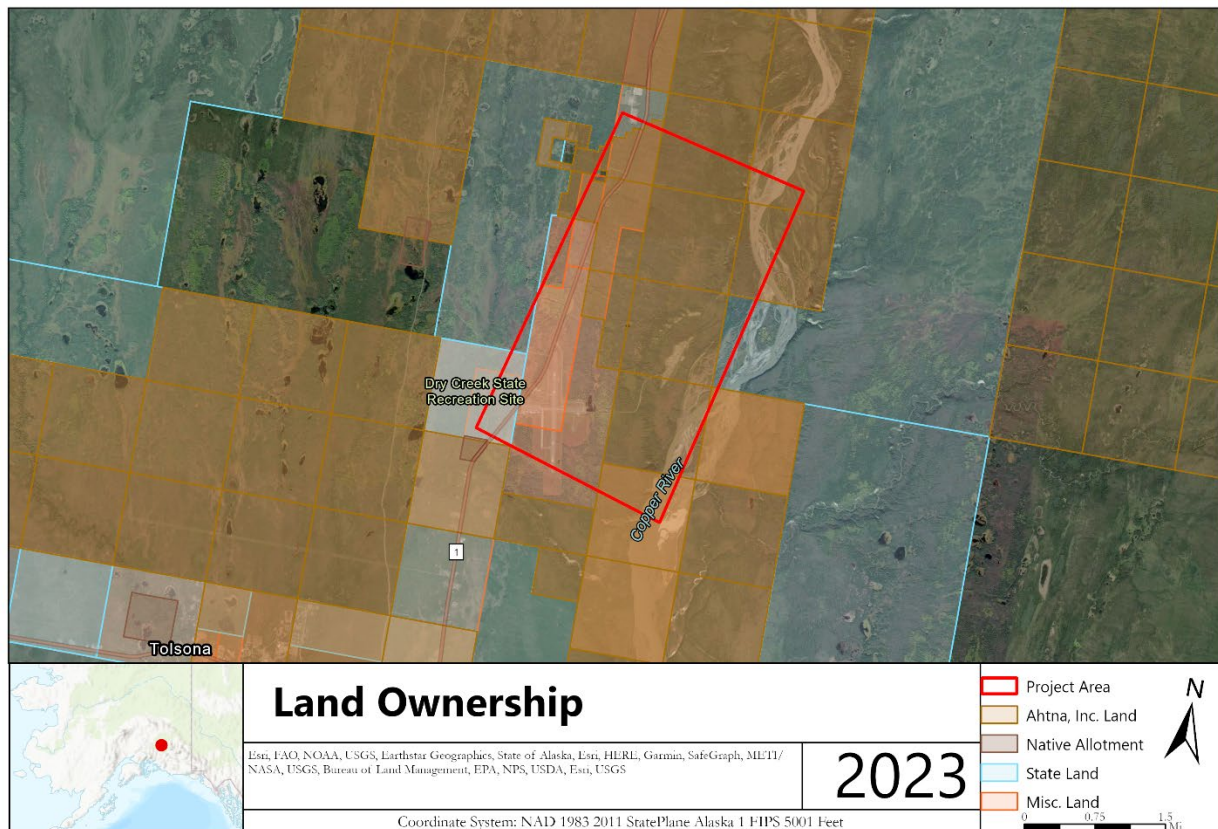 Dry Creek State
Recreation Site
Copper River
1
Tolsona
Land Ownership
Esri, FAO, NOAA, USGS, Earthstar Geographics, State of Alaska, Esri, HERE, Garmin, SafeGraph, METI/
NASA, USGS, Bureau of Land Management, EPA, NPS, USDA, Esri, USGS
2023
Coordinate System: NAD 1983 2011 StatePlane Alaska 1 FIPS 5001 Feet
Project Area
Ahtna, Inc. Land
Native Allotment
State Land
Misc. Land
N
0 0.75 1.5
Mi